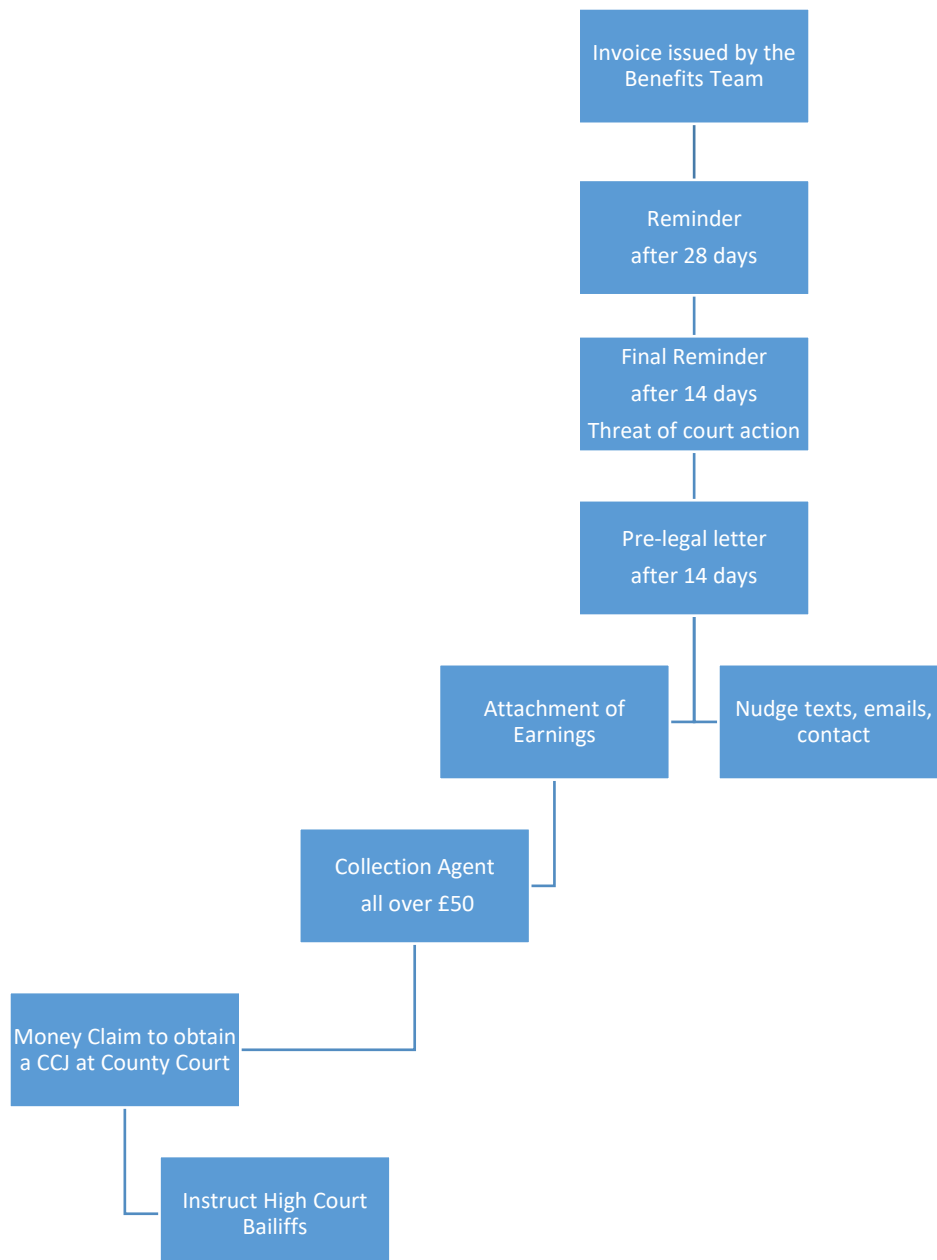 Invoice issued by the
Benefits Team
Reminder
after 28 days
Final Reminder
after 14 days
Threat of court action
Pre-legal letter
after 14 days
Attachment of
Earnings
Nudge texts, emails,
contact
Collection Agent
all over £50
Money Claim to obtain
a CCJ at County Court
Instruct High Court
Bailiffs